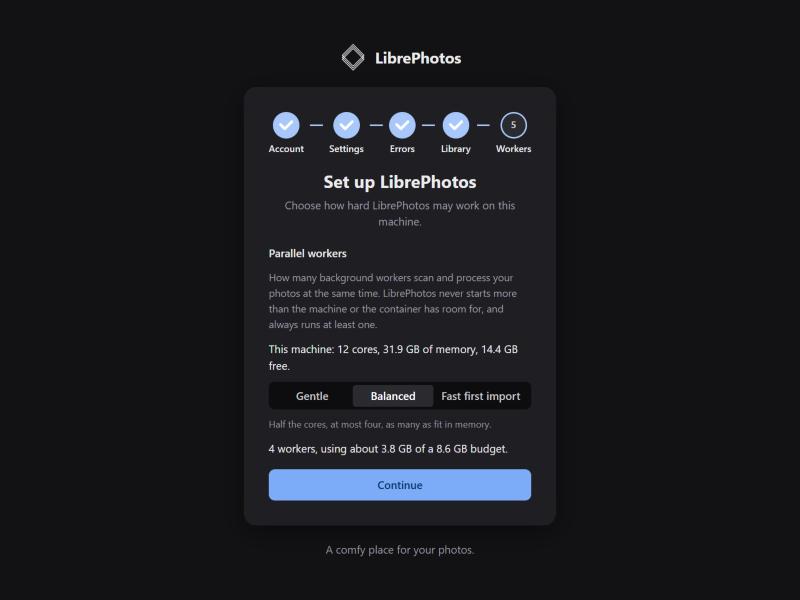 LibrePhotos
5
Account
Settings
Errors
Library
Workers
Set up LibrePhotos
Choose how hard LibrePhotos may work on this
machine.
Parallel workers
How many background workers scan and process your
photos at the same time. LibrePhotos never starts more
than the machine or the container has room for, and
always runs at least one.
This machine: 12 cores, 31.9 GB of memory, 14.4 GB
free.
Gentle
Balanced
Fast first import
Half the cores, at most four, as many as fit in memory.
4 workers, using about 3.8 GB of a 8.6 GB budget.
Continue
A comfy place for your photos.